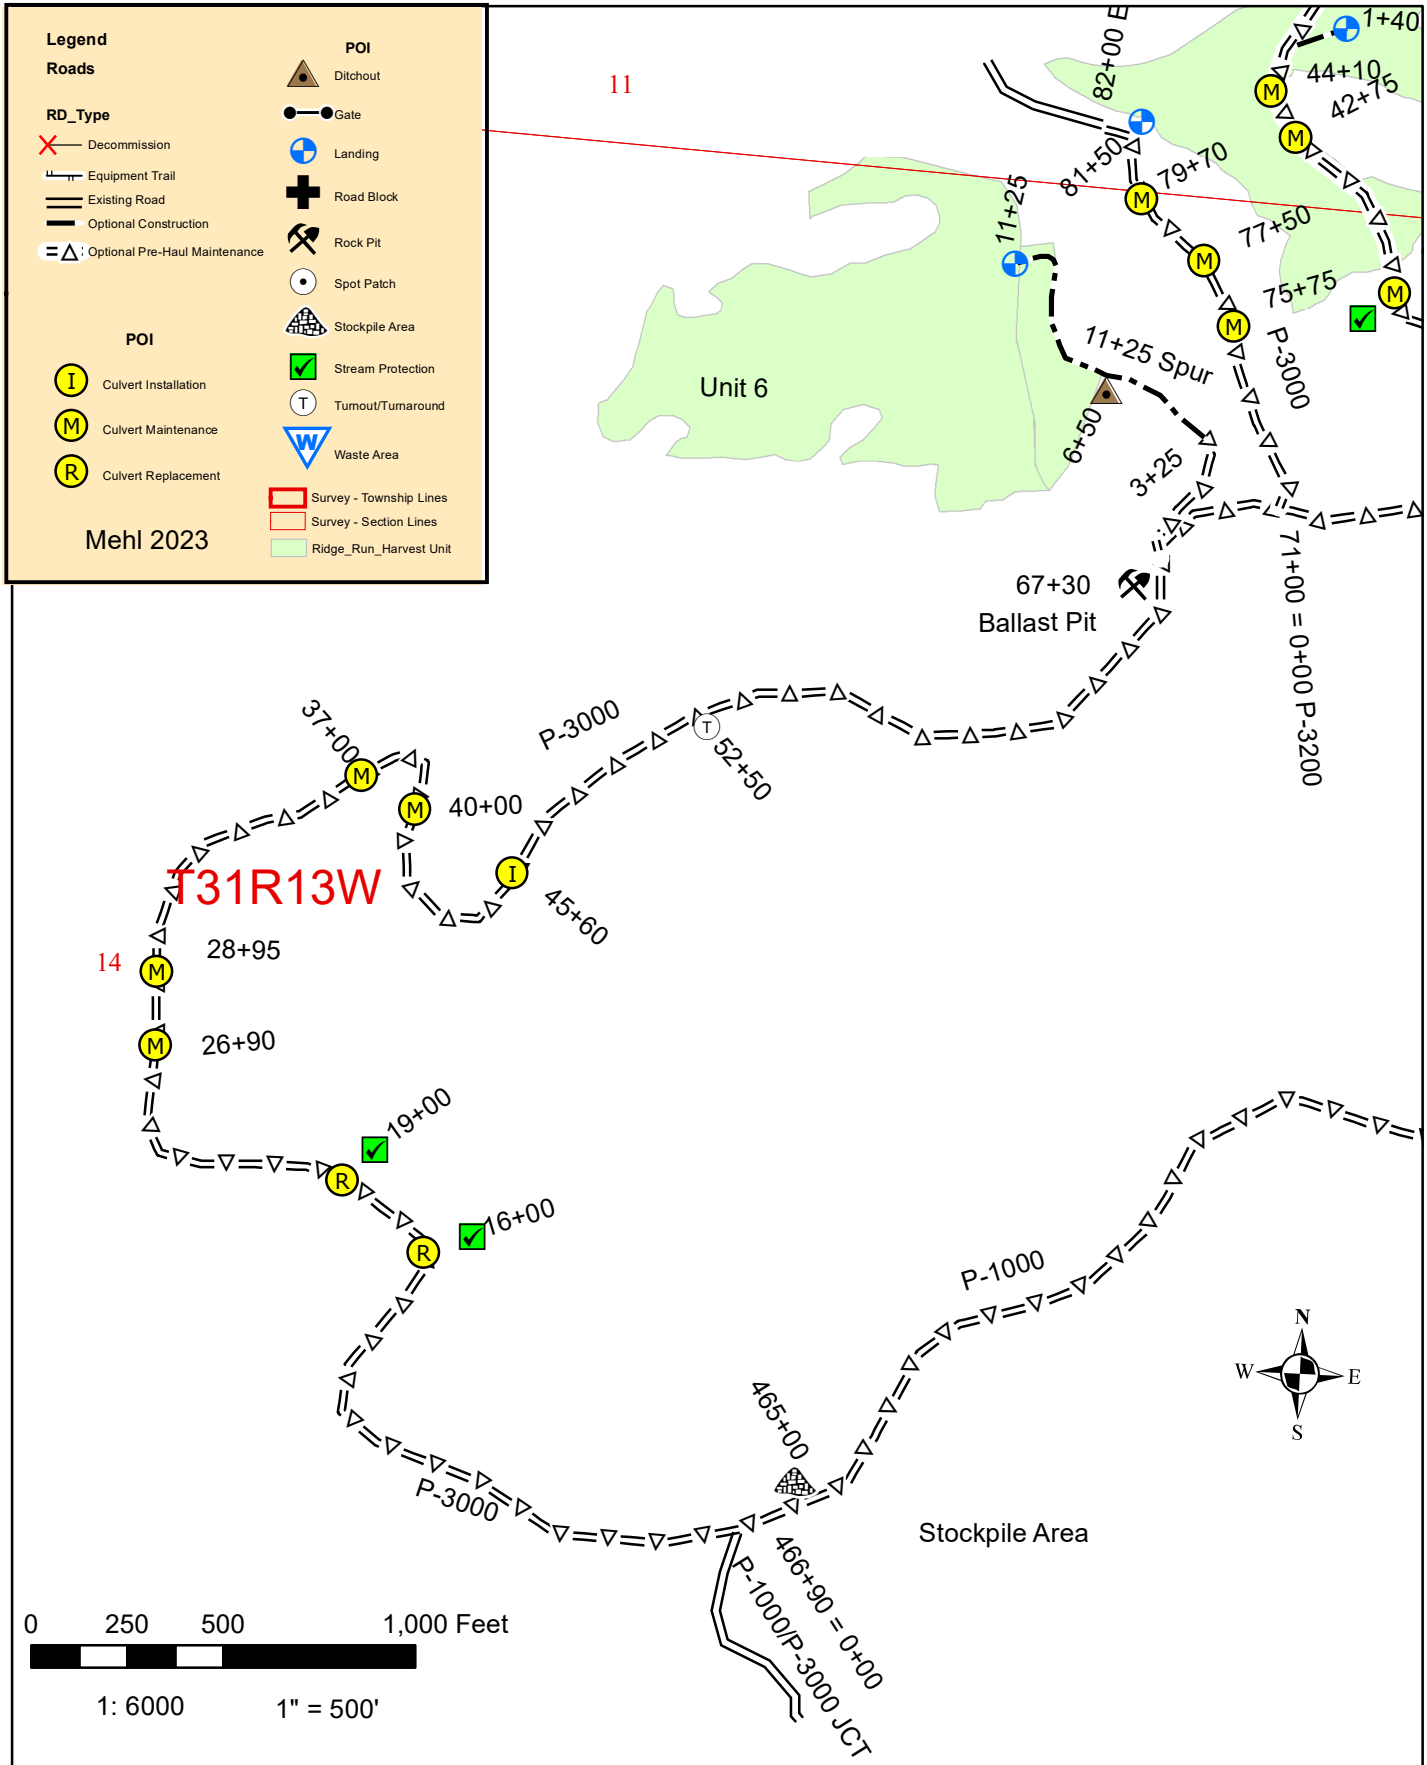 Legend
Roads
RD_Type
Decommission
Equipment Trail
Existing Road
Optional Construction
Optional Pre-Haul Maintenance
POI
I Culvert Installation
M Culvert Maintenance
R Culvert Replacement
Mehl 2023
POI
Ditchout
Gate
Landing
Road Block
Rock Pit
Spot Patch
Stockpile Area
Stream Protection
T Turnout/Turnaround
W Waste Area
Survey - Township Lines
Survey - Section Lines
Ridge_Run_Harvest Unit
11
82+00 E
1+40
44+10
M
42+75
M
81+50
79+70
M
11+25
77+50
M
75+75
M
M
P-3000
11+25 Spur
Unit 6
6+50
3+25
71+00 = 0+00 P-3200
67+30
Ballast Pit
37+00
M
P-3000
T
52+50
M
40+00
I
45+60
T31R13W
28+95
14
M
M
26+90
19+00
R
16+00
R
P-1000
N
W
E
S
465+00
P-3000
Stockpile Area
466+90 = 0+00
P-1000/P-3000 JCT
0 250 500 1,000 Feet
1: 6000 1" = 500'